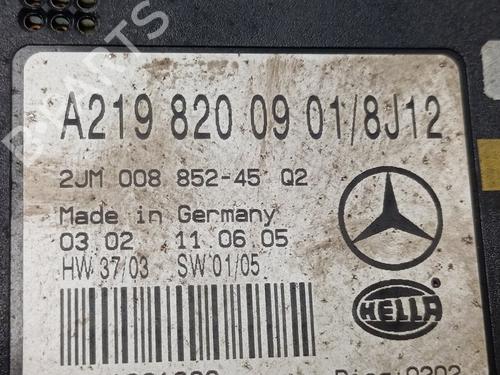 A219 820 09 01/8J12
2JM 008 852-45 Q2
Made in Germany
03.02 11.06.05
HW 37/03 SW 01/05
HELLA